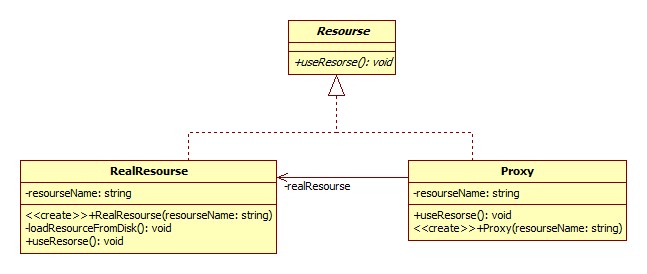 Resourse
+useResorse(): void
RealResourse
-resourseName: string
<<create>>+RealResourse(resourseName: string)
-loadResourceFromDisk(): void
+useResorse(): void
-realResourse
Proxy
-resourseName: string
+useResorse(): void
<<create>>+Proxy(resourseName: string)